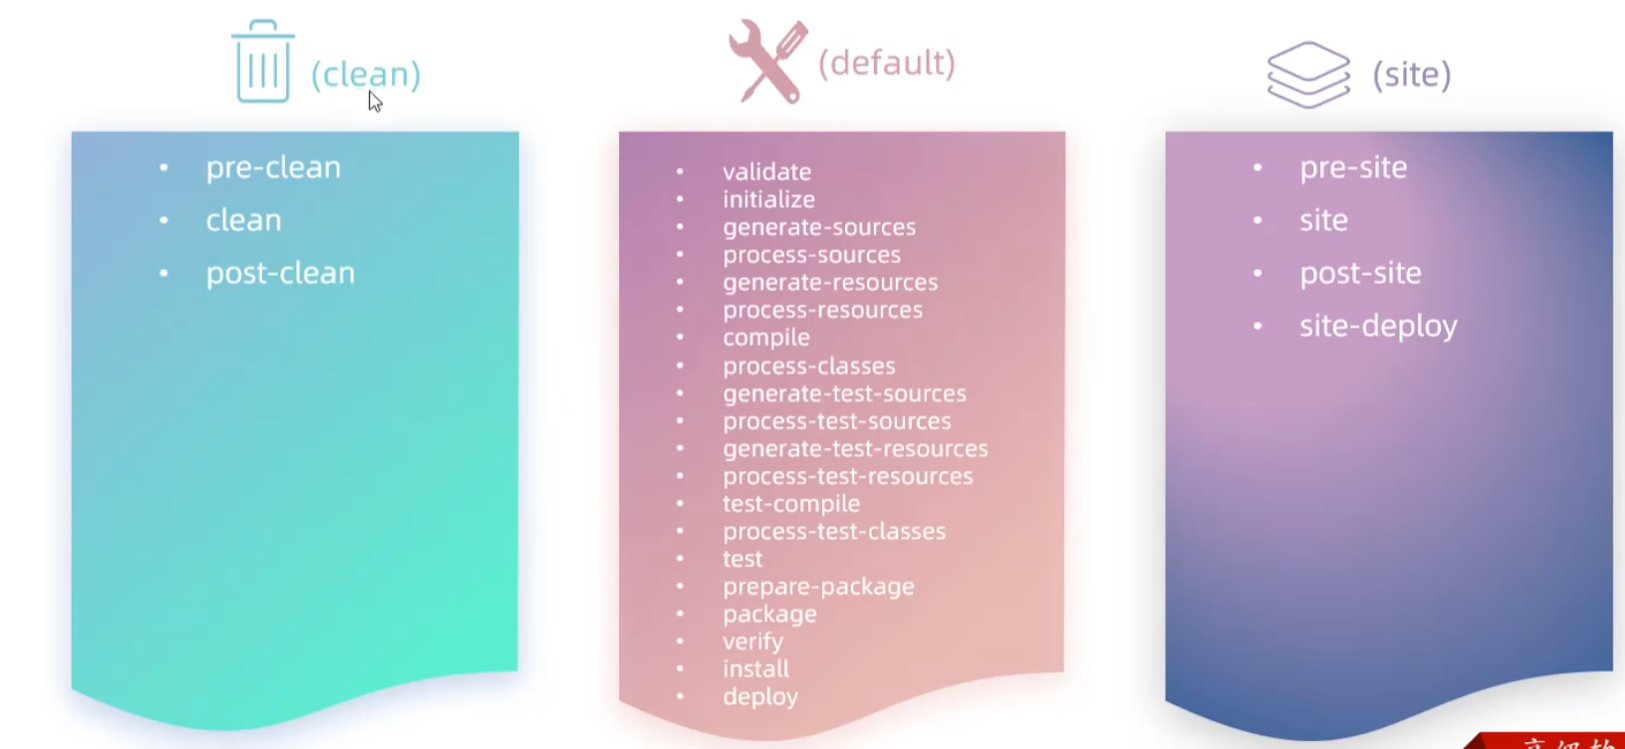 (clean)
• pre-clean
• clean
• post-clean
(default)
• validate
• initialize
• generate-sources
• process-sources
• generate-resources
• process-resources
• compile
• process-classes
• generate-test-sources
• process-test-sources
• generate-test-resources
• process-test-resources
• test-compile
• process-test-classes
• test
• prepare-package
• package
• verify
• install
• deploy
(site)
• pre-site
• site
• post-site
• site-deploy